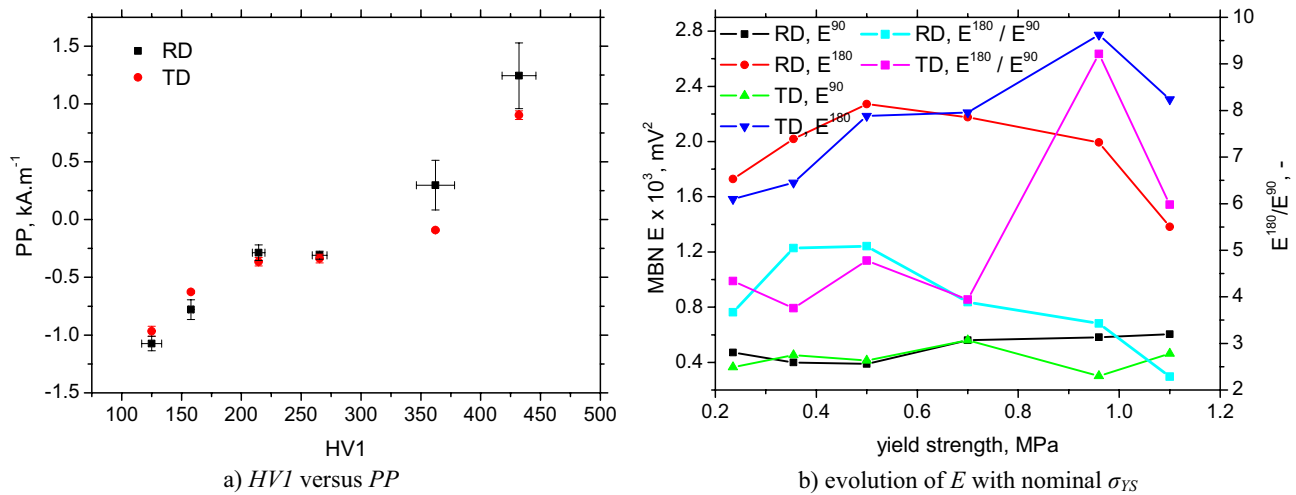 1.5
1.0
0.5
0.0
-0.5
-1.0
-1.5
PP, kA.m⁻¹
RD
TD
100 150 200 250 300 350 400 450 500
HV1
a) HV1 versus PP
2.8
2.4
2.0
1.6
1.2
0.8
0.4
MBN E x 10³, mV²
RD, E⁹⁰
RD, E¹⁸⁰
TD, E⁹⁰
TD, E¹⁸⁰
RD, E¹⁸⁰ / E⁹⁰
TD, E¹⁸⁰ / E⁹⁰
10
9
8
7
6
5
4
3
2
E¹⁸⁰/E⁹⁰, -
0.2 0.4 0.6 0.8 1.0 1.2
yield strength, MPa
b) evolution of E with nominal σYS